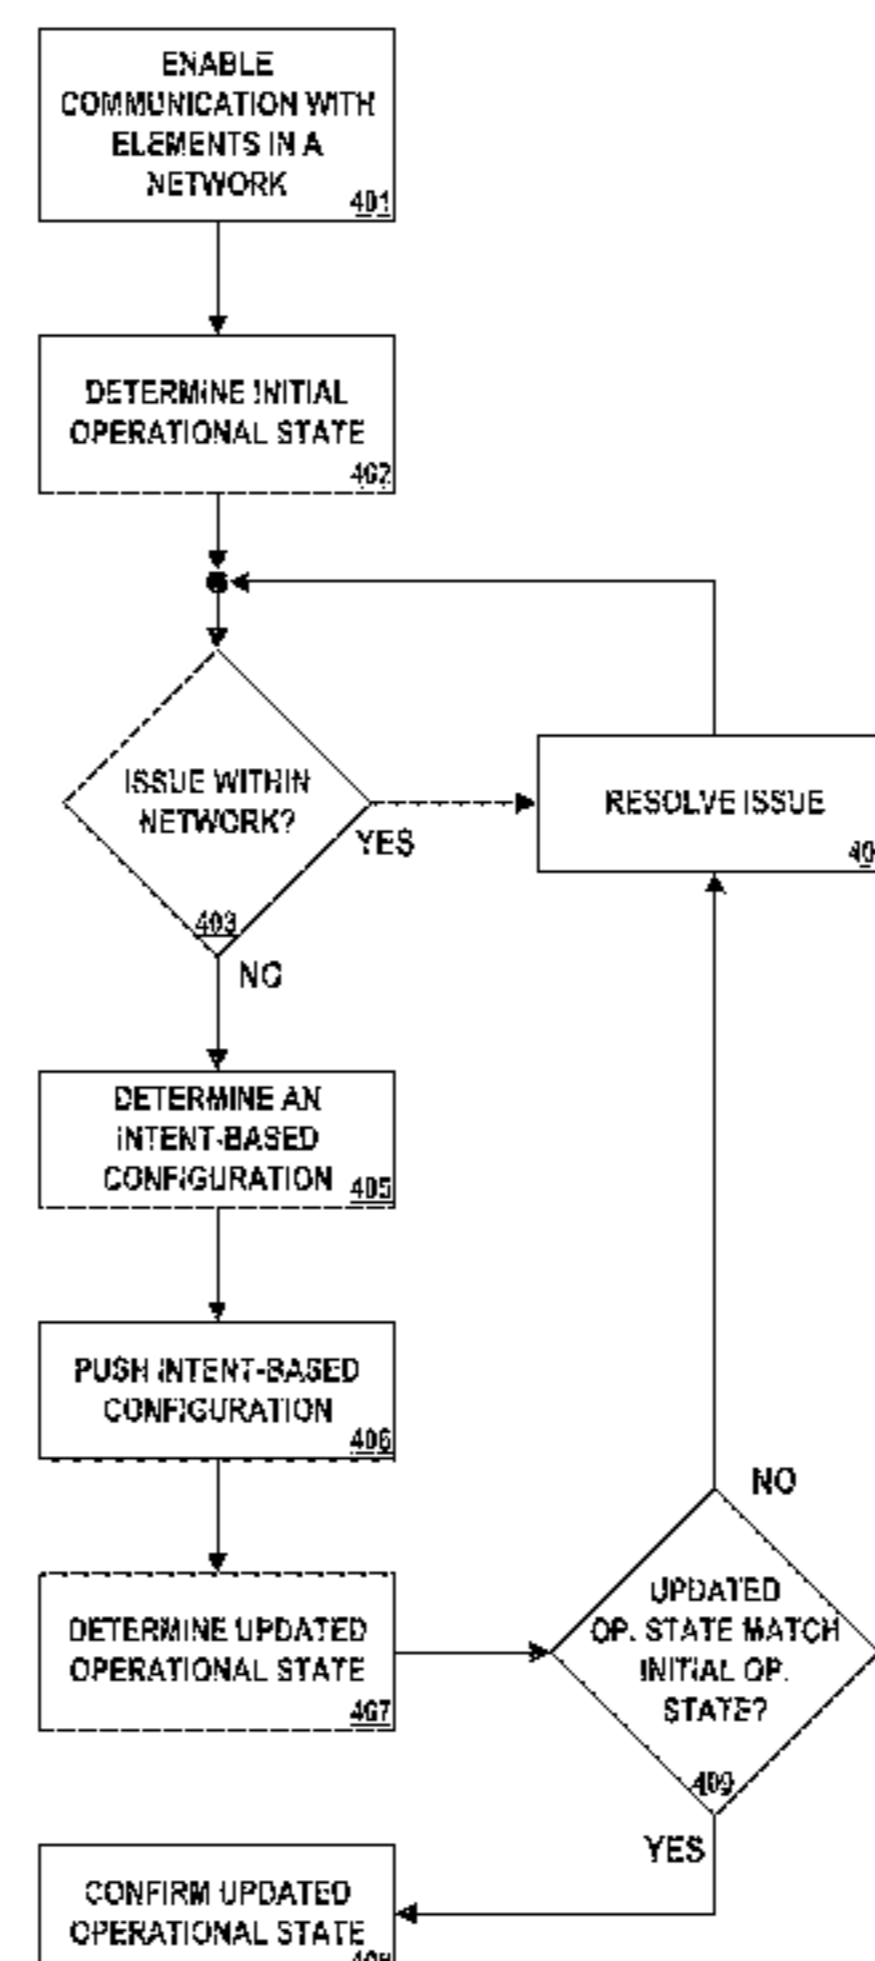 ENABLE
COMMUNICATION WITH
ELEMENTS IN A
NETWORK
401
DETERMINE INITIAL
OPERATIONAL STATE
402
ISSUE WITHIN
NETWORK?
YES
403
NO
RESOLVE ISSUE
40
DETERMINE AN
INTENT-BASED
CONFIGURATION
405
PUSH INTENT-BASED
CONFIGURATION
406
DETERMINE UPDATED
OPERATIONAL STATE
407
NO
UPDATED
OP. STATE MATCH
INITIAL OP.
STATE?
409
YES
CONFIRM UPDATED
OPERATIONAL STATE